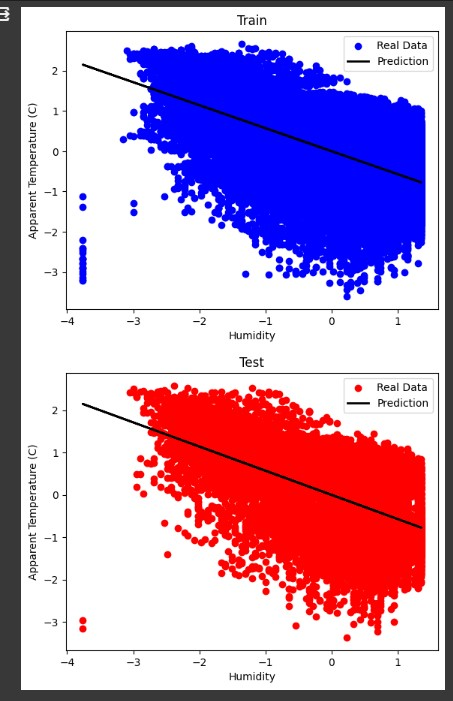 Train
Real Data
Prediction
2
1
0
−1
−2
−3
Apparent Temperature (C)
−4 −3 −2 −1 0 1
Humidity
Test
Real Data
Prediction
2
1
0
−1
−2
−3
Apparent Temperature (C)
−4 −3 −2 −1 0 1
Humidity